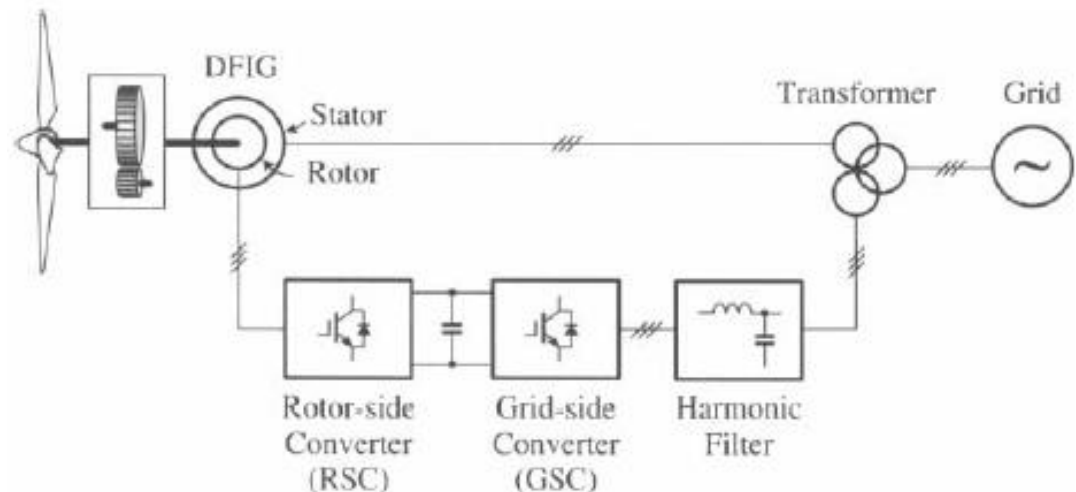 DFIG
Stator
Rotor
Transformer
Grid
~
Rotor-side
Converter
(RSC)
Grid-side
Converter
(GSC)
Harmonic
Filter